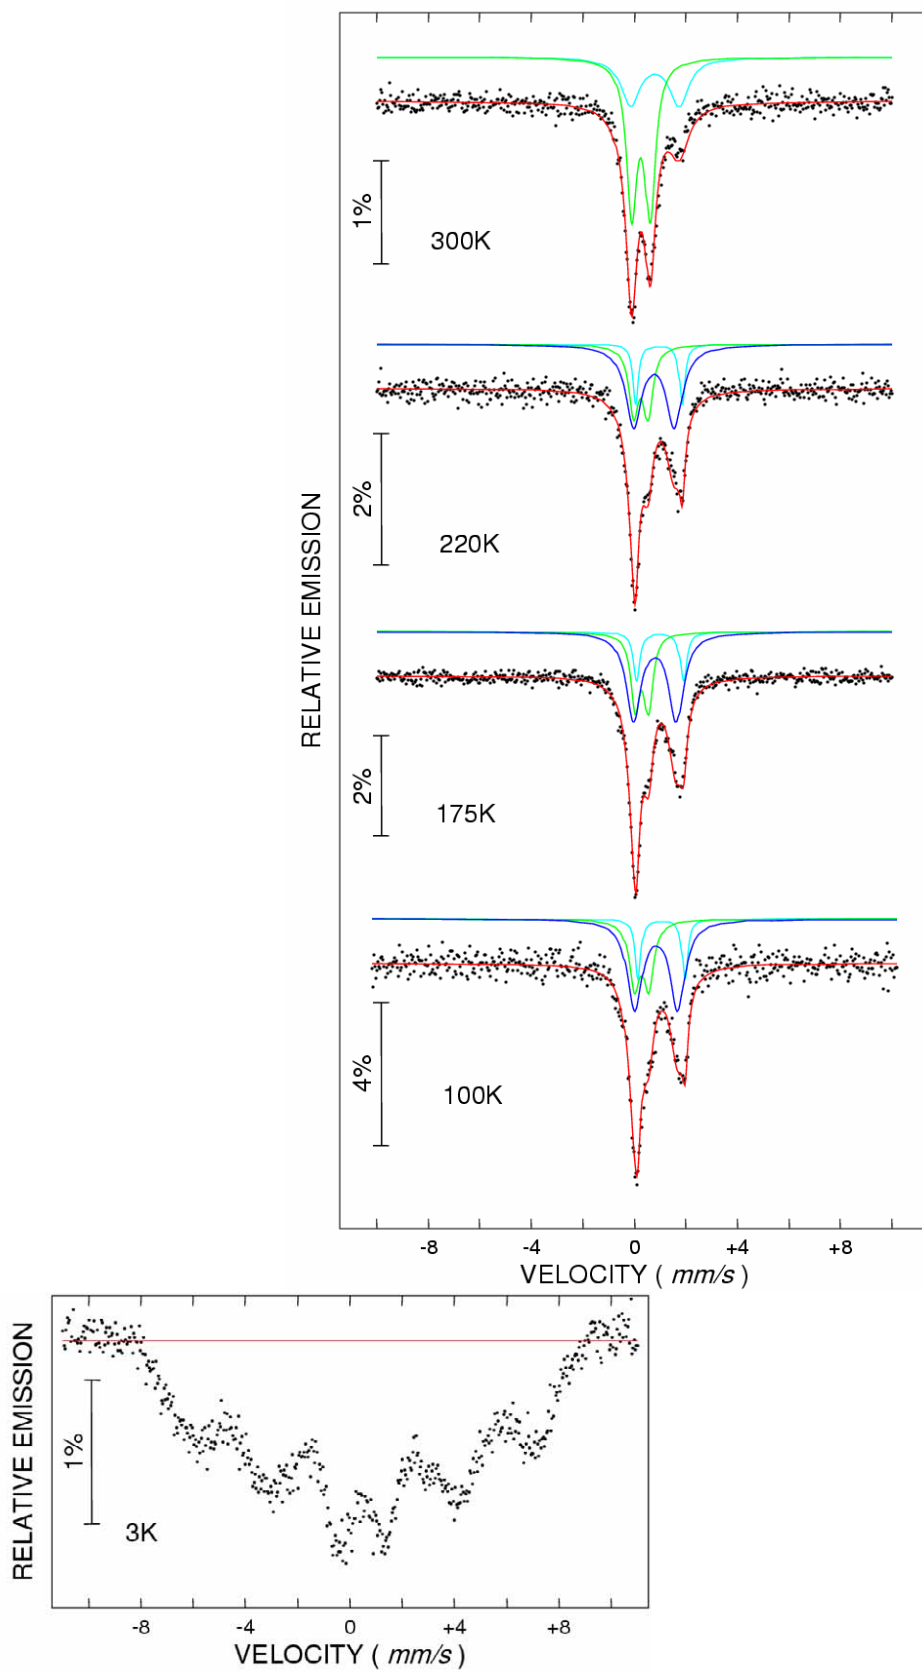 1%
300K
2%
220K
RELATIVE EMISSION
2%
175K
4%
100K
-8 -4 0 +4 +8
VELOCITY ( mm/s )
RELATIVE EMISSION
1%
3K
-8 -4 0 +4 +8
VELOCITY ( mm/s )